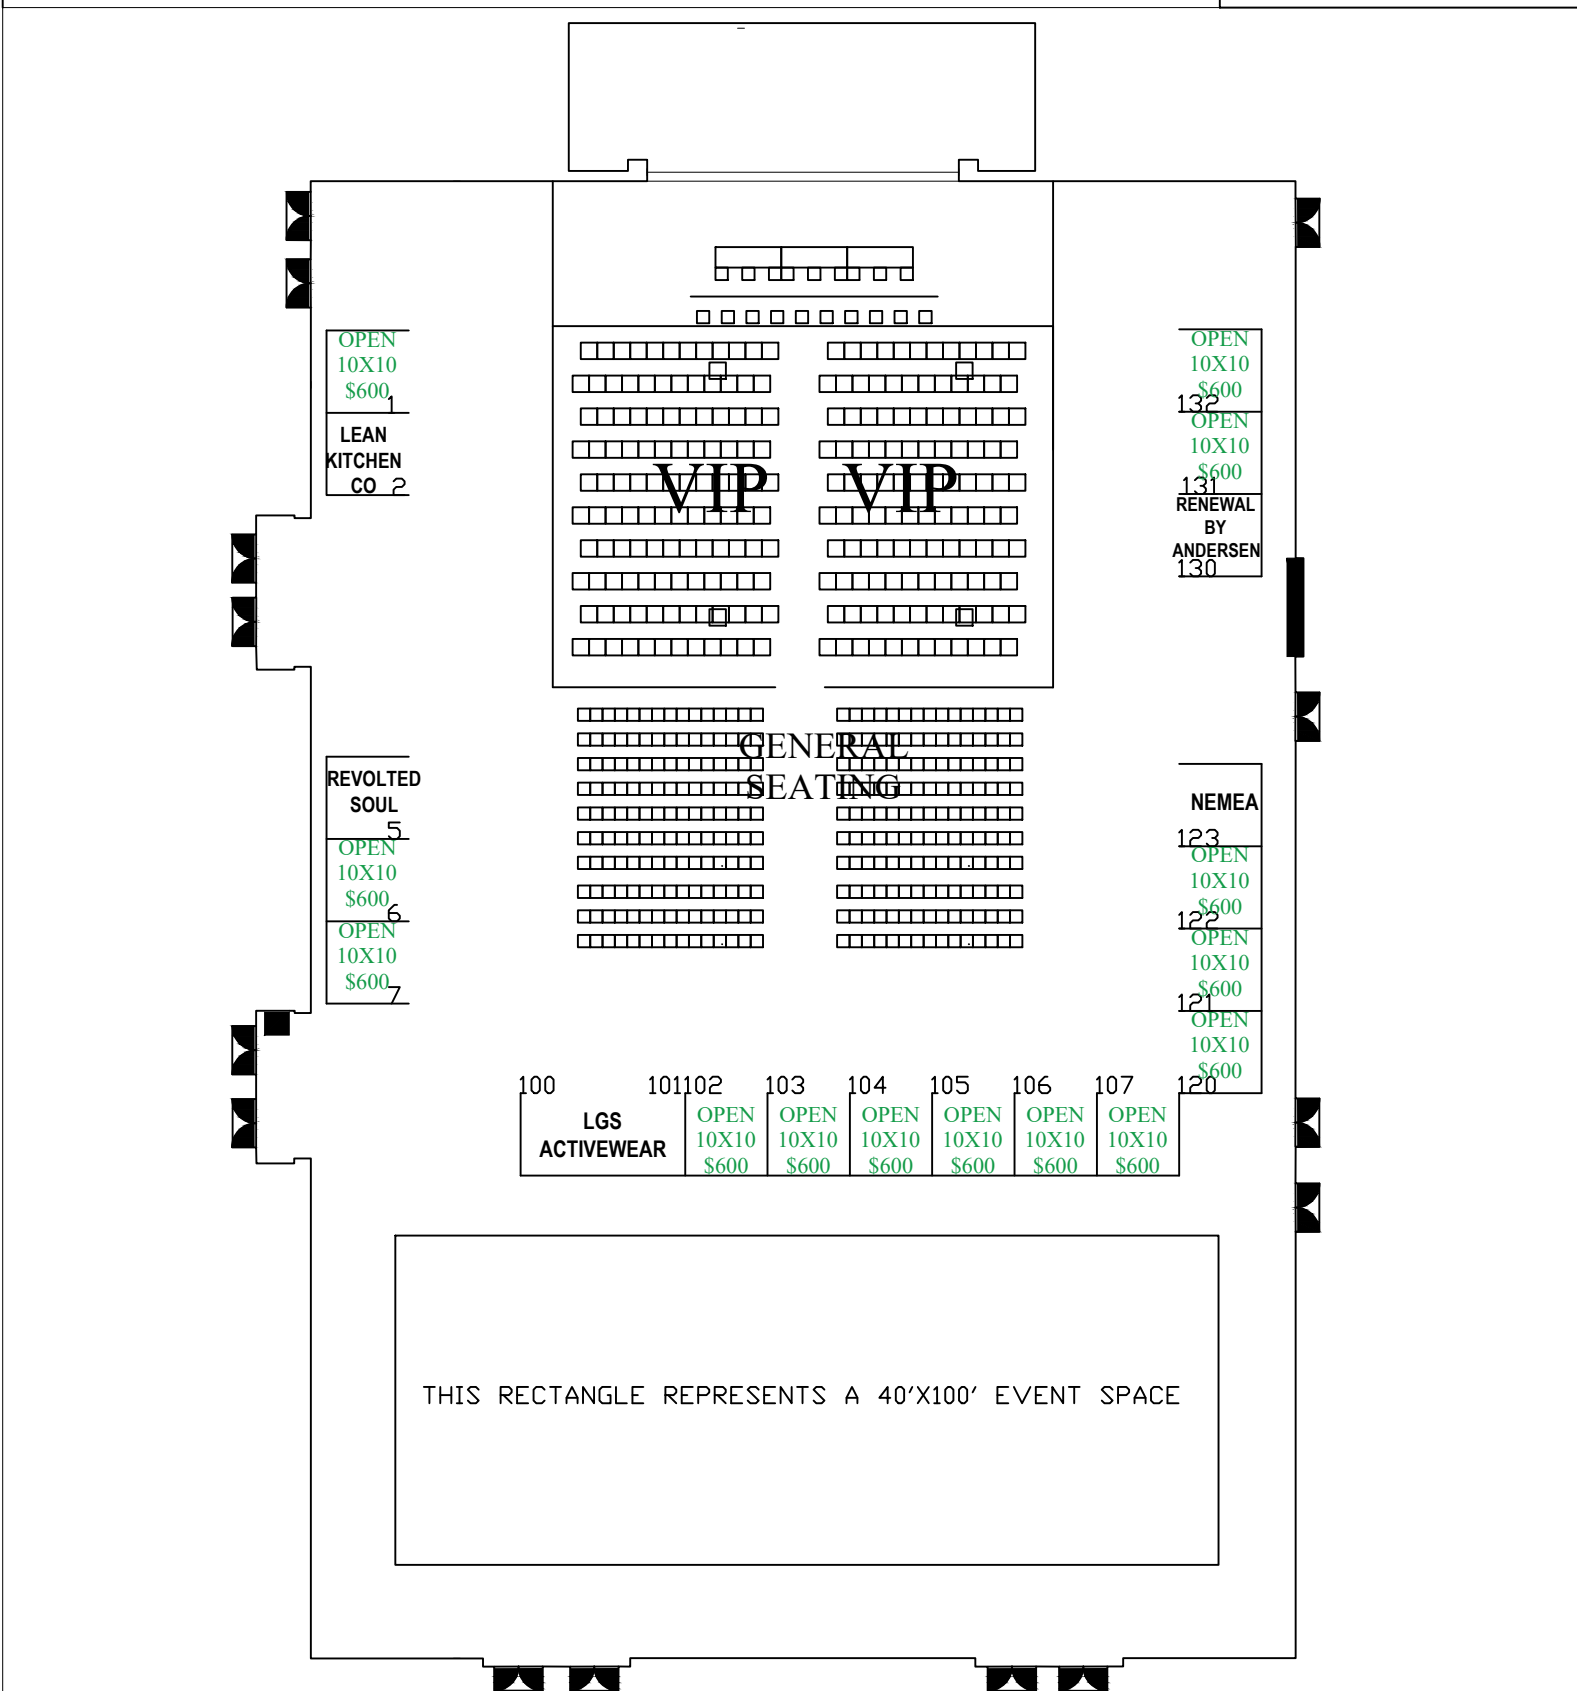 OPEN
10X10
$600
1
LEAN
KITCHEN
CO 2
VIP VIP
OPEN
10X10
$600
132
OPEN
10X10
$600
131
RENEWAL
BY
ANDERSEN
130
GENERAL
SEATING
REVOLTED
SOUL
5
OPEN
10X10
$600
6
OPEN
10X10
$600
7
NEMEA
123
OPEN
10X10
$600
122
OPEN
10X10
$600
121
OPEN
10X10
$600
120
100 101 102 103 104 105 106 107
LGS
ACTIVEWEAR
OPEN
10X10
$600
OPEN
10X10
$600
OPEN
10X10
$600
OPEN
10X10
$600
OPEN
10X10
$600
OPEN
10X10
$600
THIS RECTANGLE REPRESENTS A 40'X100' EVENT SPACE